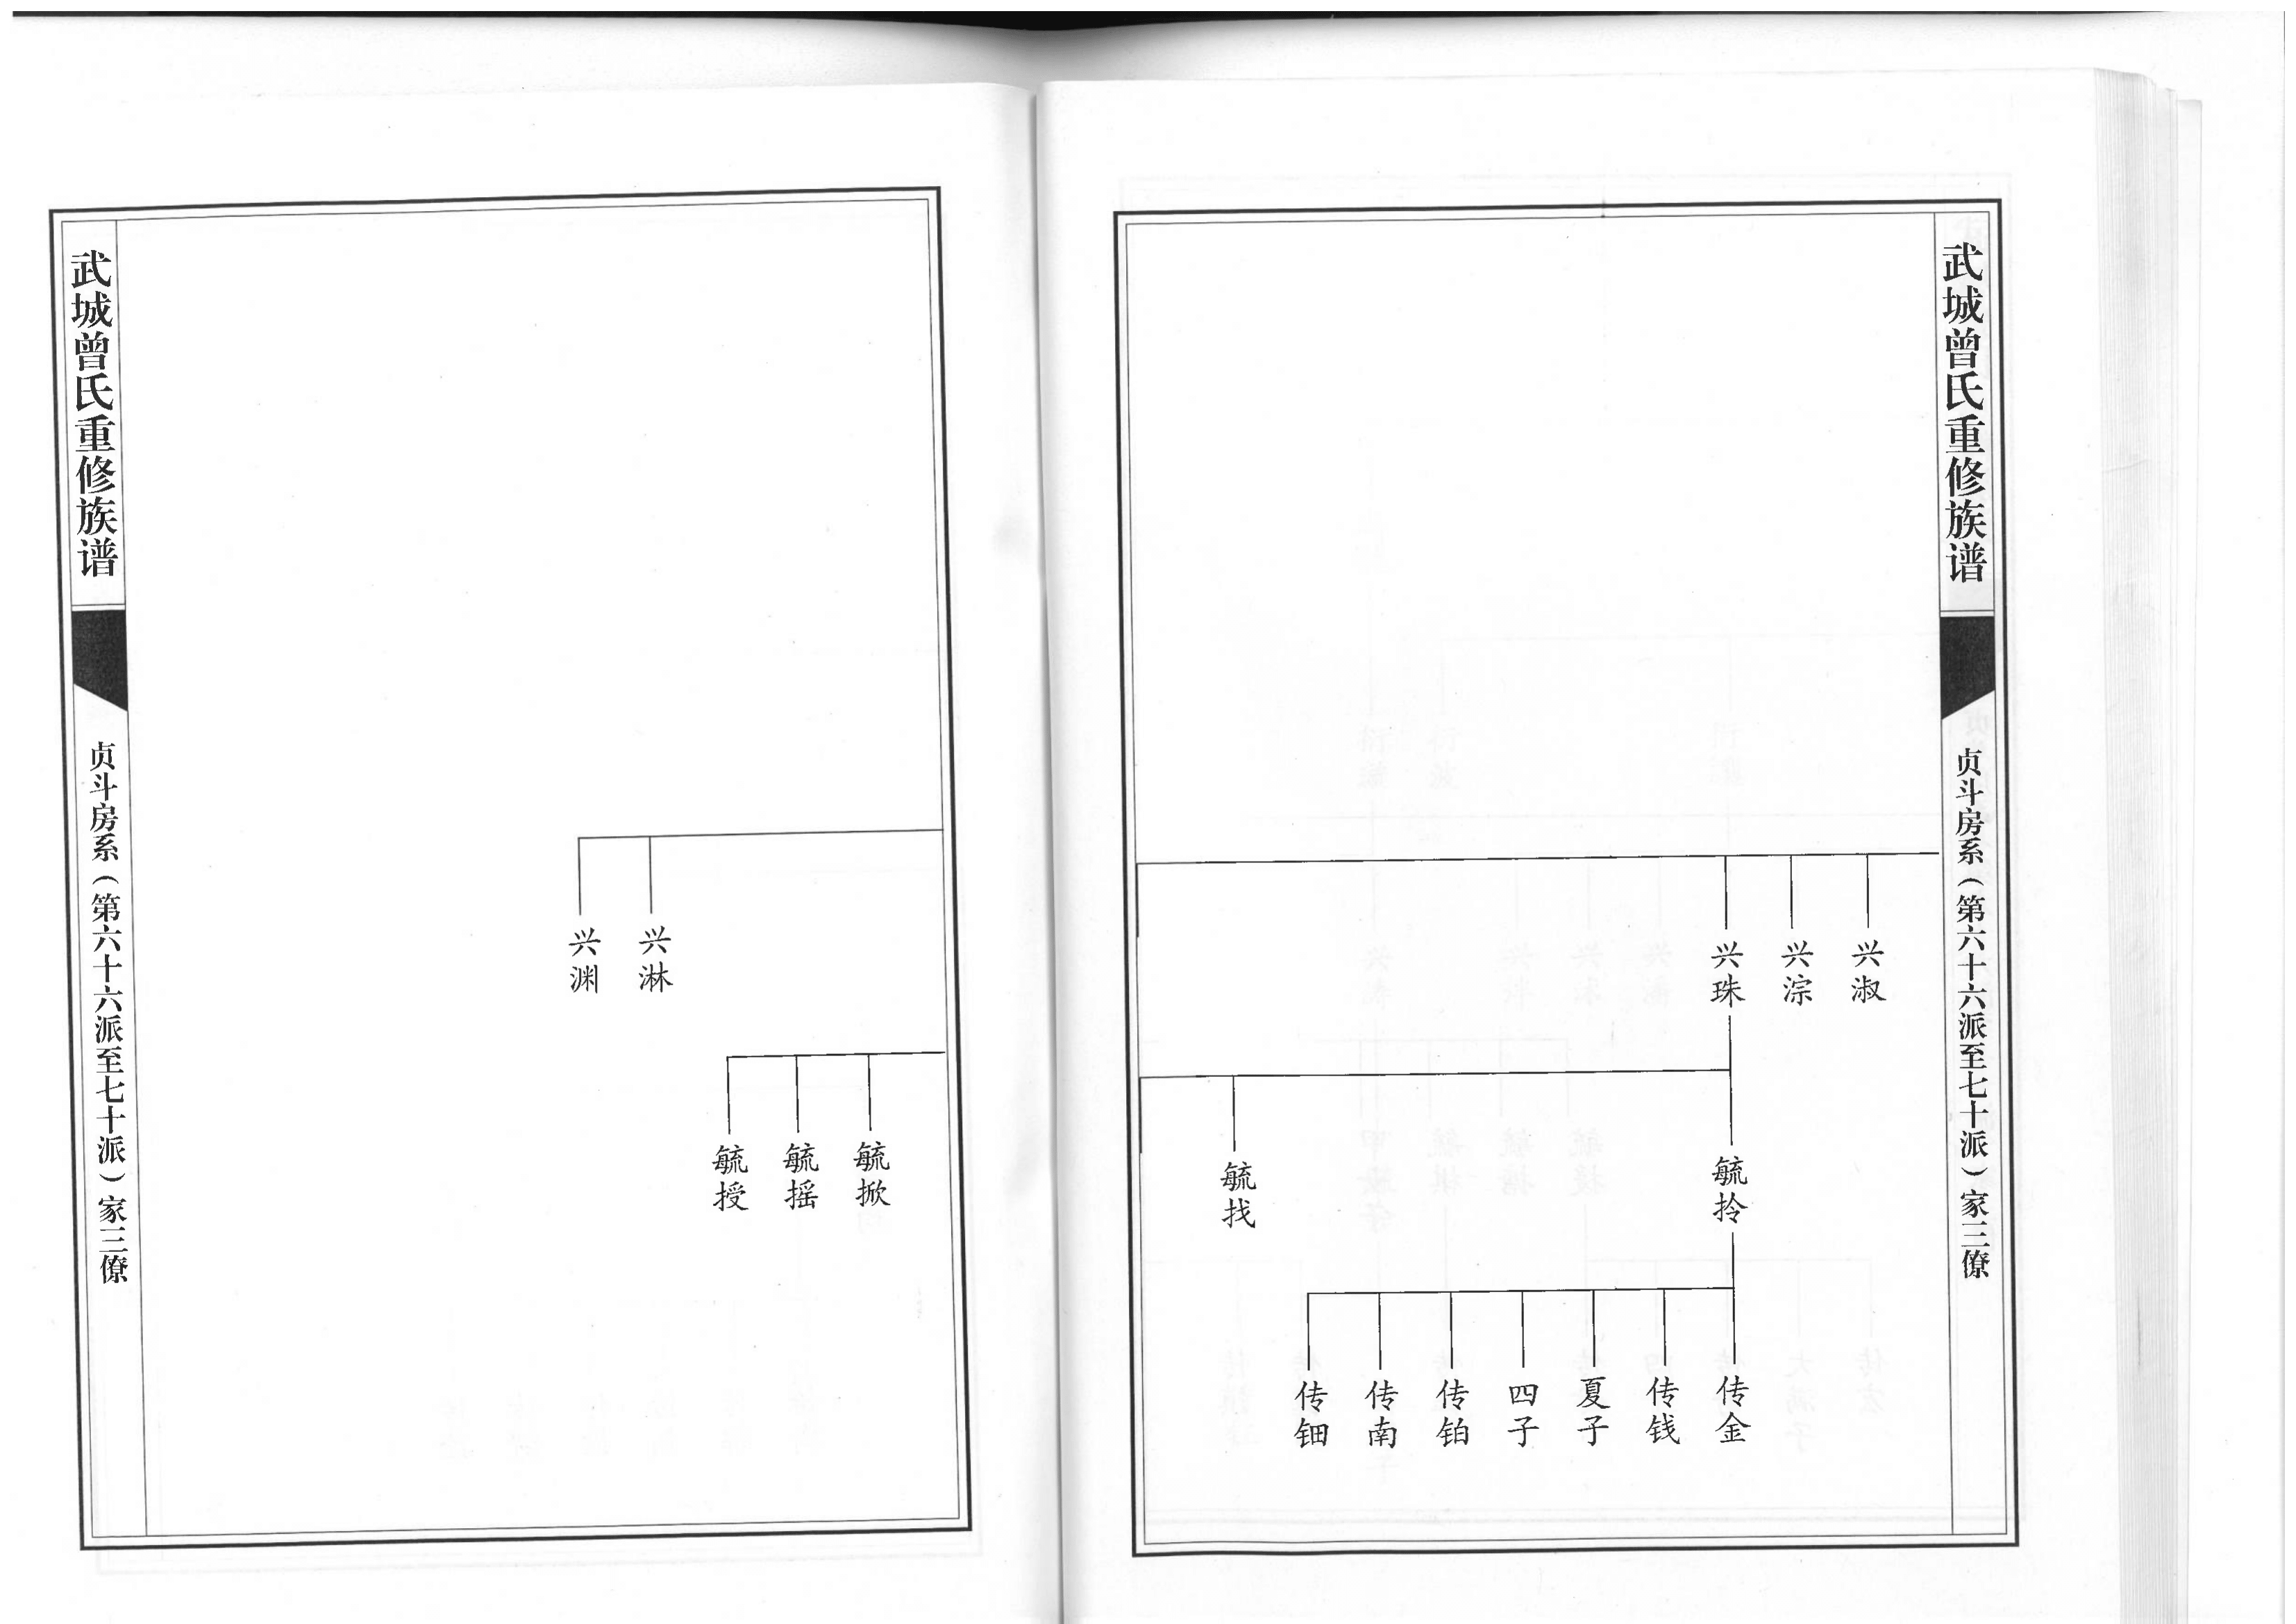 武城曾氏重修族谱
贞斗房系（第六十六派至七十派）家三僚
兴淑
兴淙
兴珠
毓拎
毓找
传金
传钱
夏子
四子
传铂
传南
传钿
兴淋
兴渊
毓掀
毓摇
毓授
武城曾氏重修族谱
贞斗房系（第六十六派至七十派）家三僚